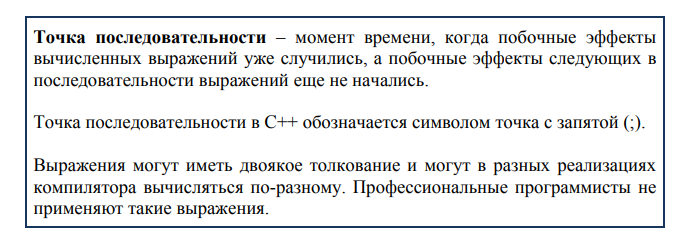 Точка последовательности – момент времени, когда побочные эффекты
вычисленных выражений уже случились, а побочные эффекты следующих в
последовательности выражений еще не начались.
Точка последовательности в С++ обозначается символом точка с запятой (;).
Выражения могут иметь двоякое толкование и могут в разных реализациях
компилятора вычисляться по-разному. Профессиональные программисты не
применяют такие выражения.